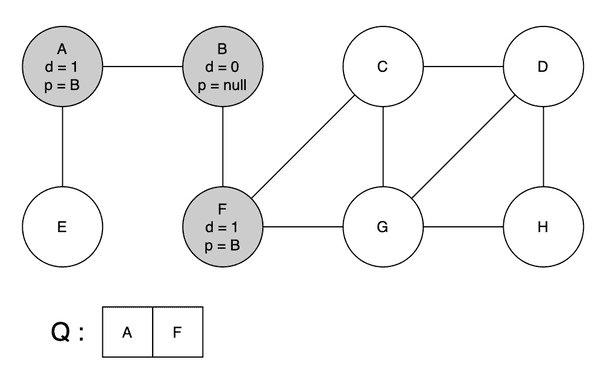 A
d = 1
p = B
B
d = 0
p = null
C
D
E
F
d = 1
p = B
G
H
Q :
A
F